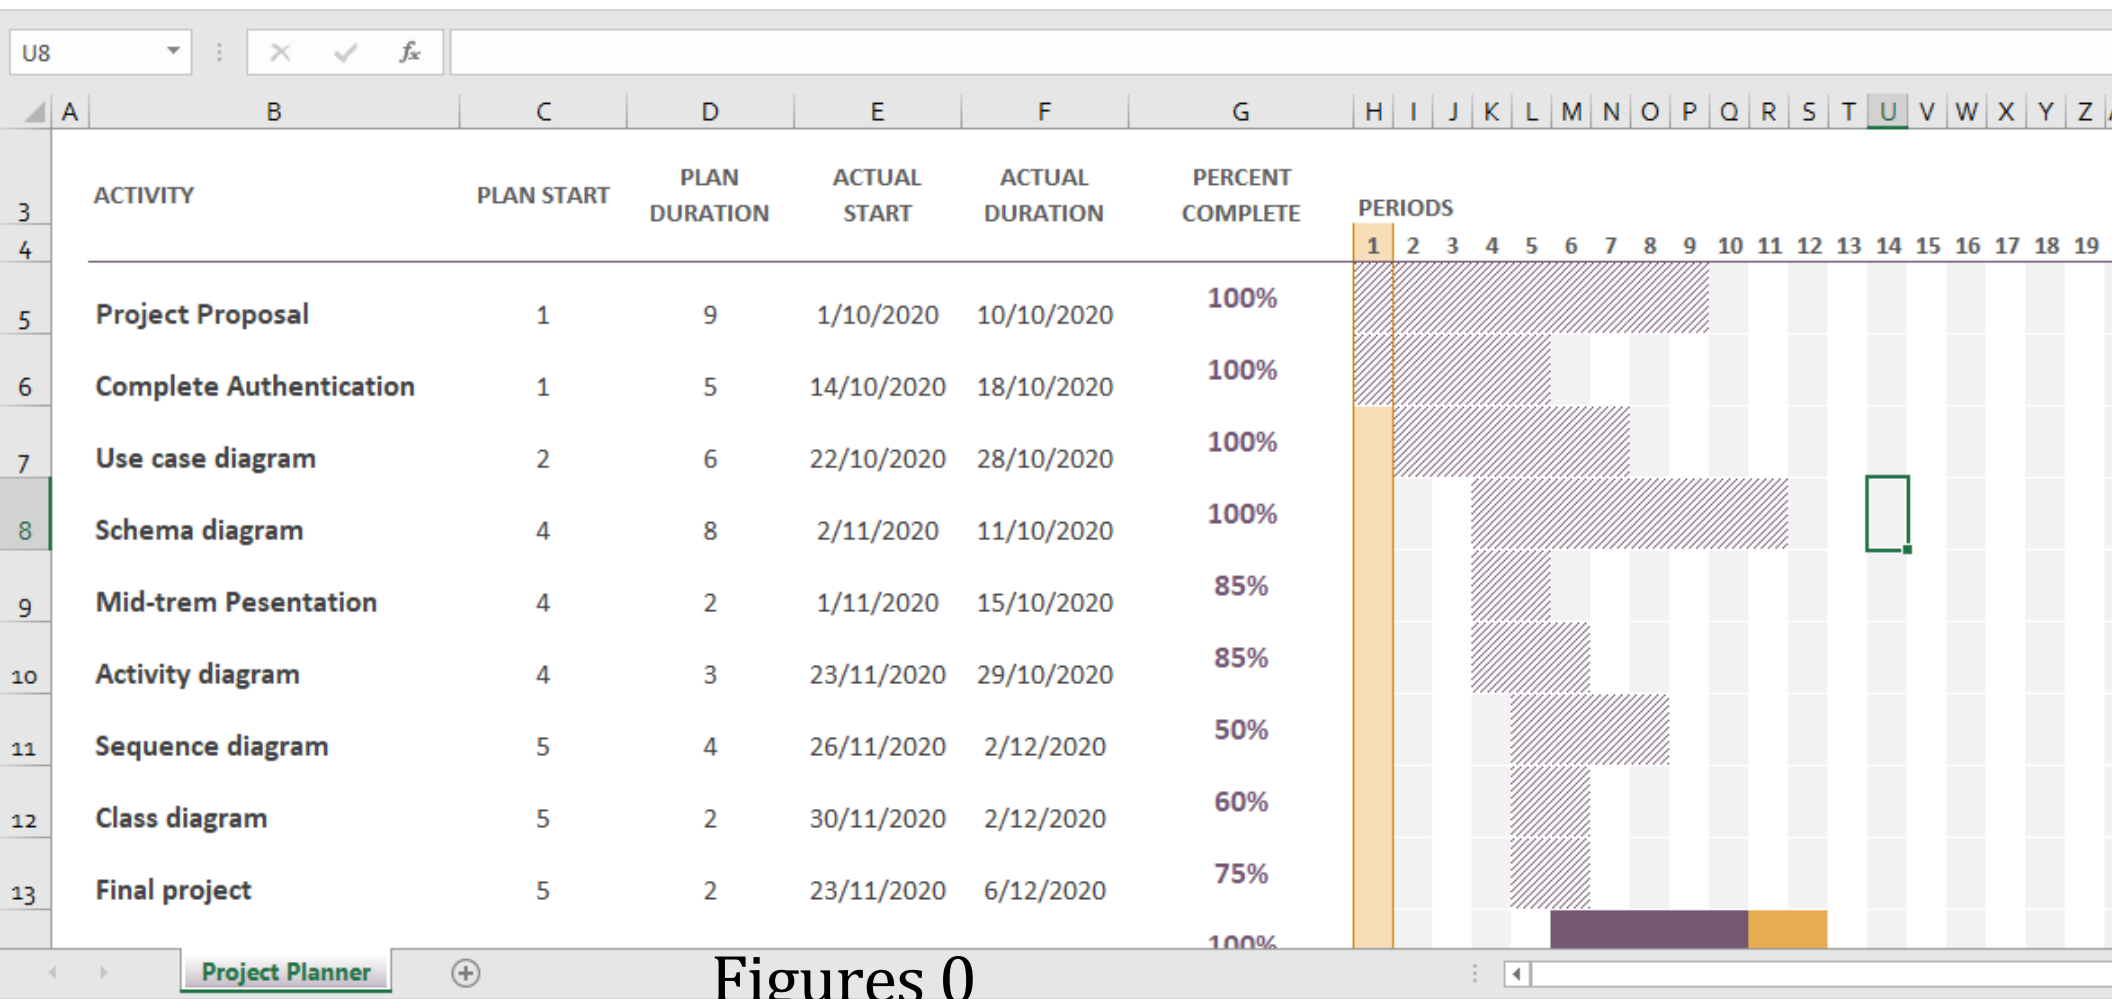 U8 fx
A B C D E F G H I J K L M N O P Q R S T U V W X Y Z
3 ACTIVITY PLAN START PLAN DURATION ACTUAL START ACTUAL DURATION PERCENT COMPLETE PERIODS
4 1 2 3 4 5 6 7 8 9 10 11 12 13 14 15 16 17 18 19
5 Project Proposal 1 9 1/10/2020 10/10/2020 100%
6 Complete Authentication 1 5 14/10/2020 18/10/2020 100%
7 Use case diagram 2 6 22/10/2020 28/10/2020 100%
8 Schema diagram 4 8 2/11/2020 11/10/2020 100%
9 Mid-trem Pesentation 4 2 1/11/2020 15/10/2020 85%
10 Activity diagram 4 3 23/11/2020 29/10/2020 85%
11 Sequence diagram 5 4 26/11/2020 2/12/2020 50%
12 Class diagram 5 2 30/11/2020 2/12/2020 60%
13 Final project 5 2 23/11/2020 6/12/2020 75%
100%
Project Planner
Figures 0